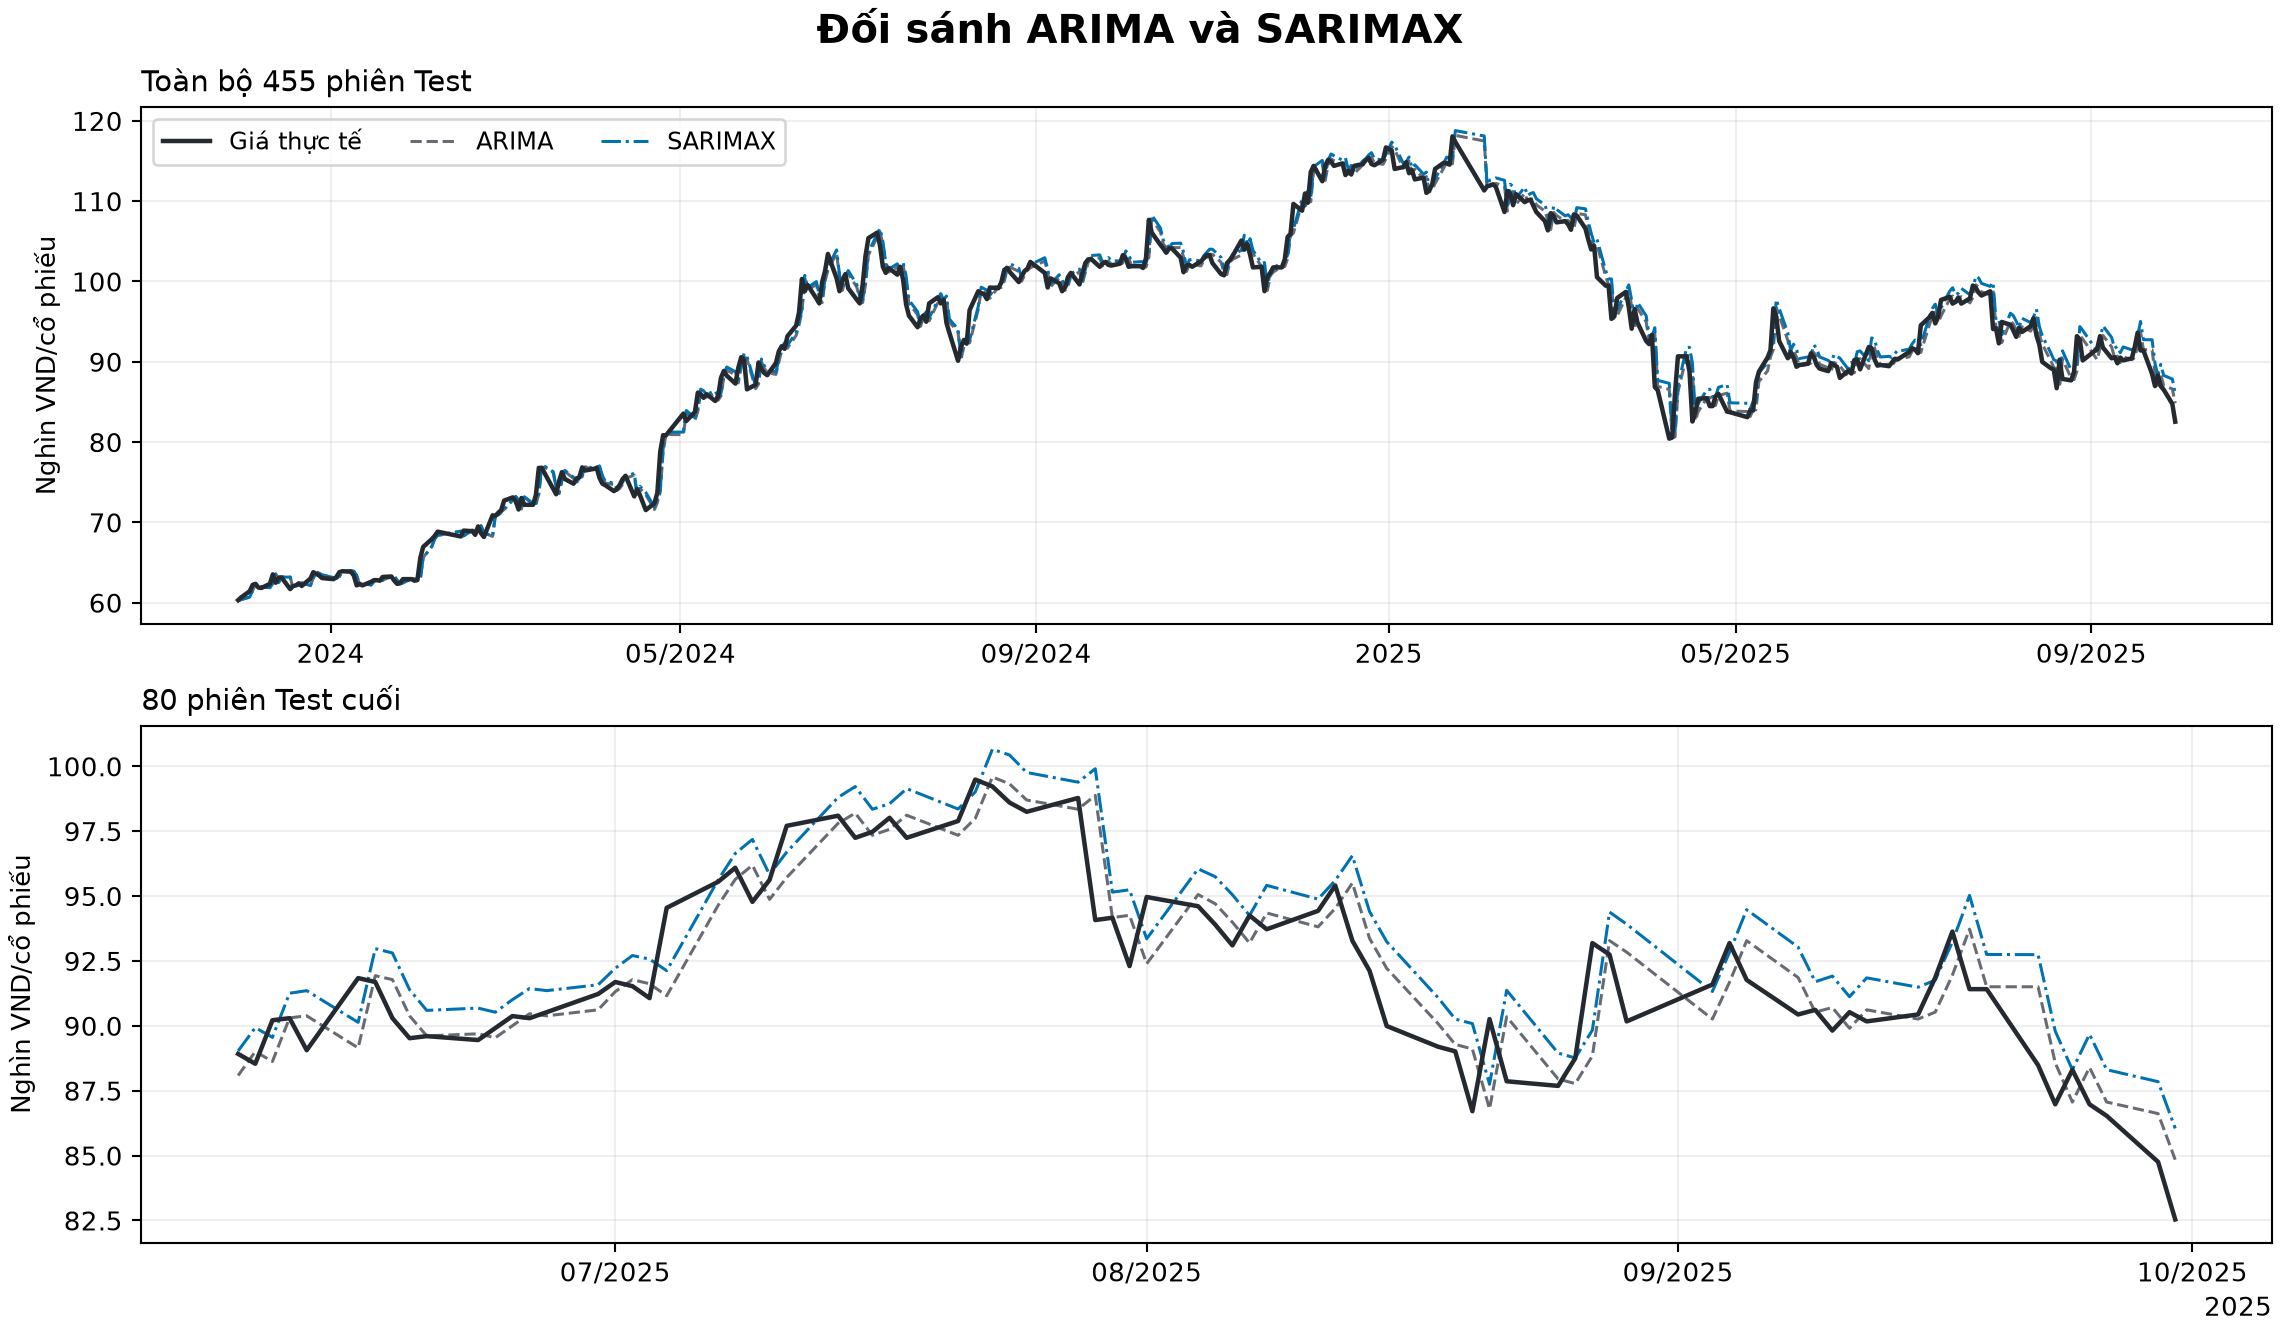 Đối sánh ARIMA và SARIMAX
Toàn bộ 455 phiên Test
Giá thực tế ARIMA SARIMAX
Nghìn VND/cổ phiếu
120
110
100
90
80
70
60
2024 05/2024 09/2024 2025 05/2025 09/2025
80 phiên Test cuối
Nghìn VND/cổ phiếu
100.0
97.5
95.0
92.5
90.0
87.5
85.0
82.5
07/2025 08/2025 09/2025 10/2025
2025